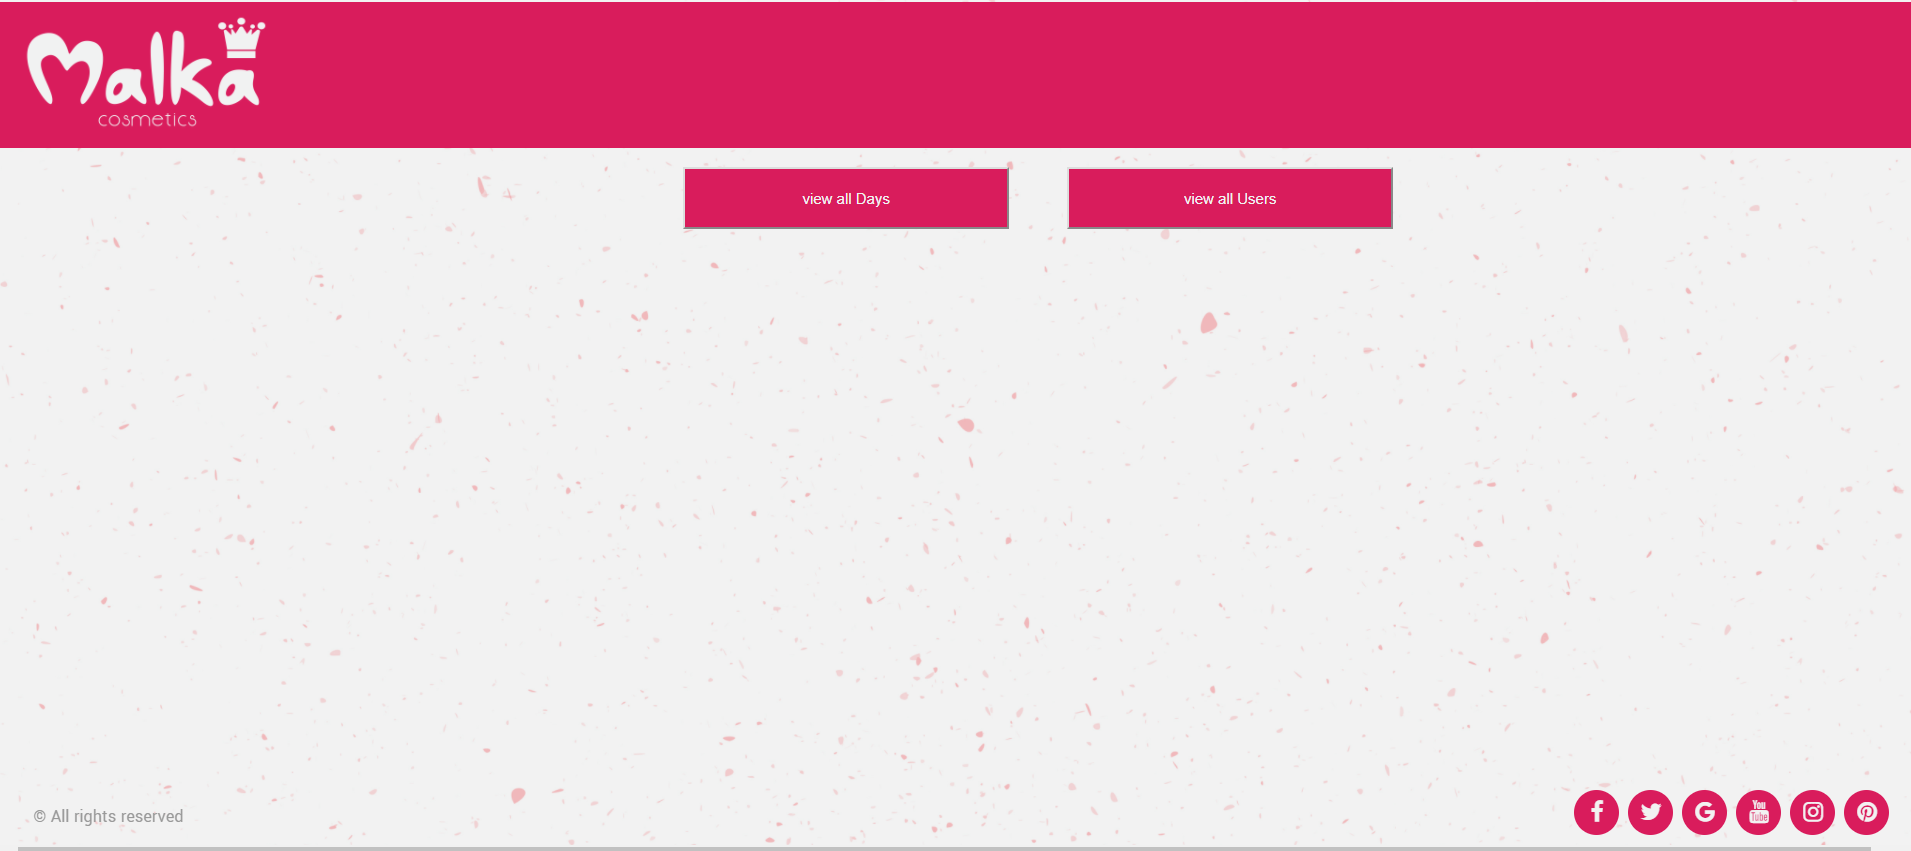 Malka
cosmetics
view all Days
view all Users
© All rights reserved
You
Tube